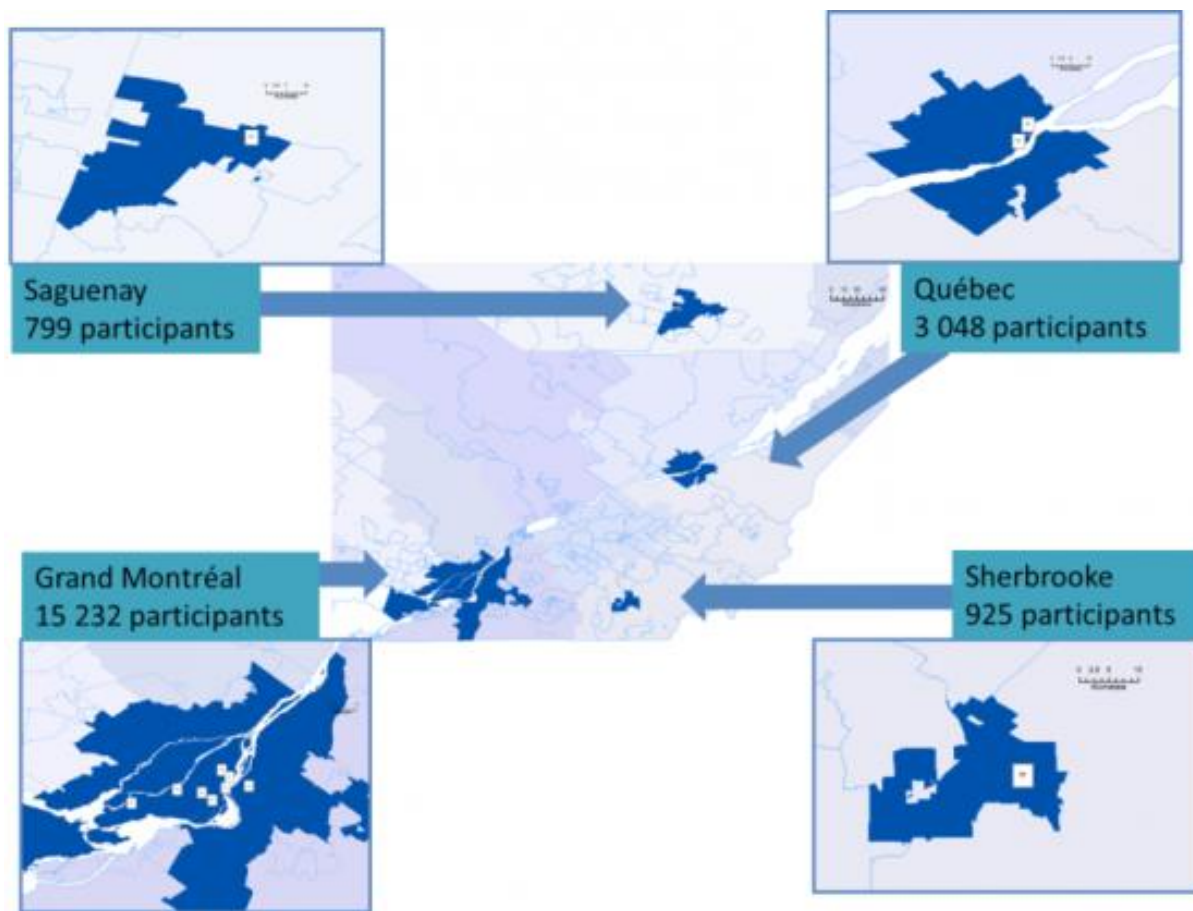 Saguenay
799 participants
Québec
3 048 participants
Grand Montréal
15 232 participants
Sherbrooke
925 participants